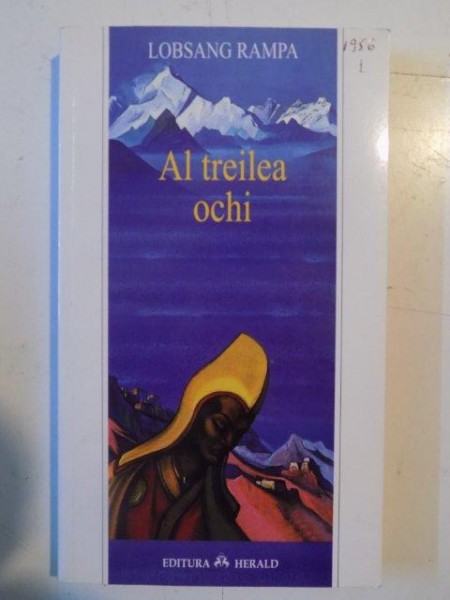 LOBSANG RAMPA
1956
1
Al treilea
ochi
EDITURA HERALD